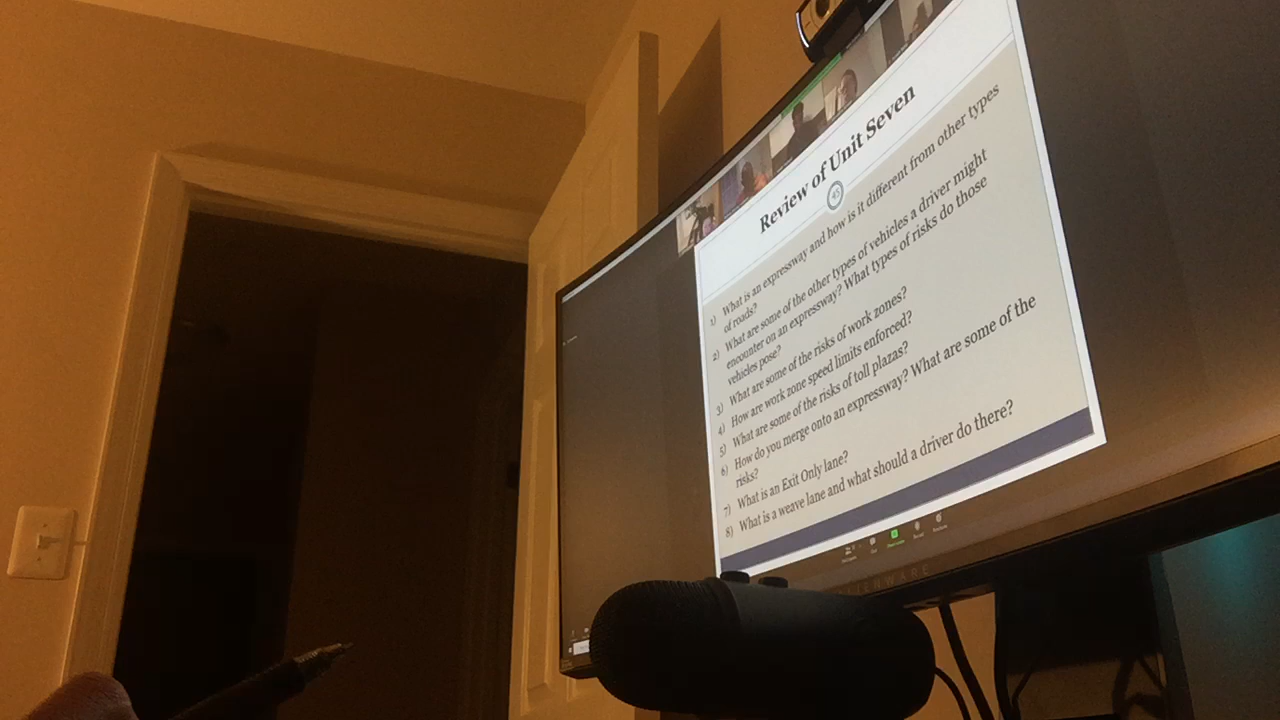 Review of Unit Seven
1) What is an expressway and how is it different from other types
of roads?
2) What are some of the other types of vehicles a driver might
encounter on an expressway? What types of risks do those
vehicles pose?
3) What are some of the risks of work zones?
4) How are work zone speed limits enforced?
5) What are some of the risks of toll plazas?
6) How do you merge onto an expressway? What are some of the
risks?
7) What is an Exit Only lane?
8) What is a weave lane and what should a driver do there?